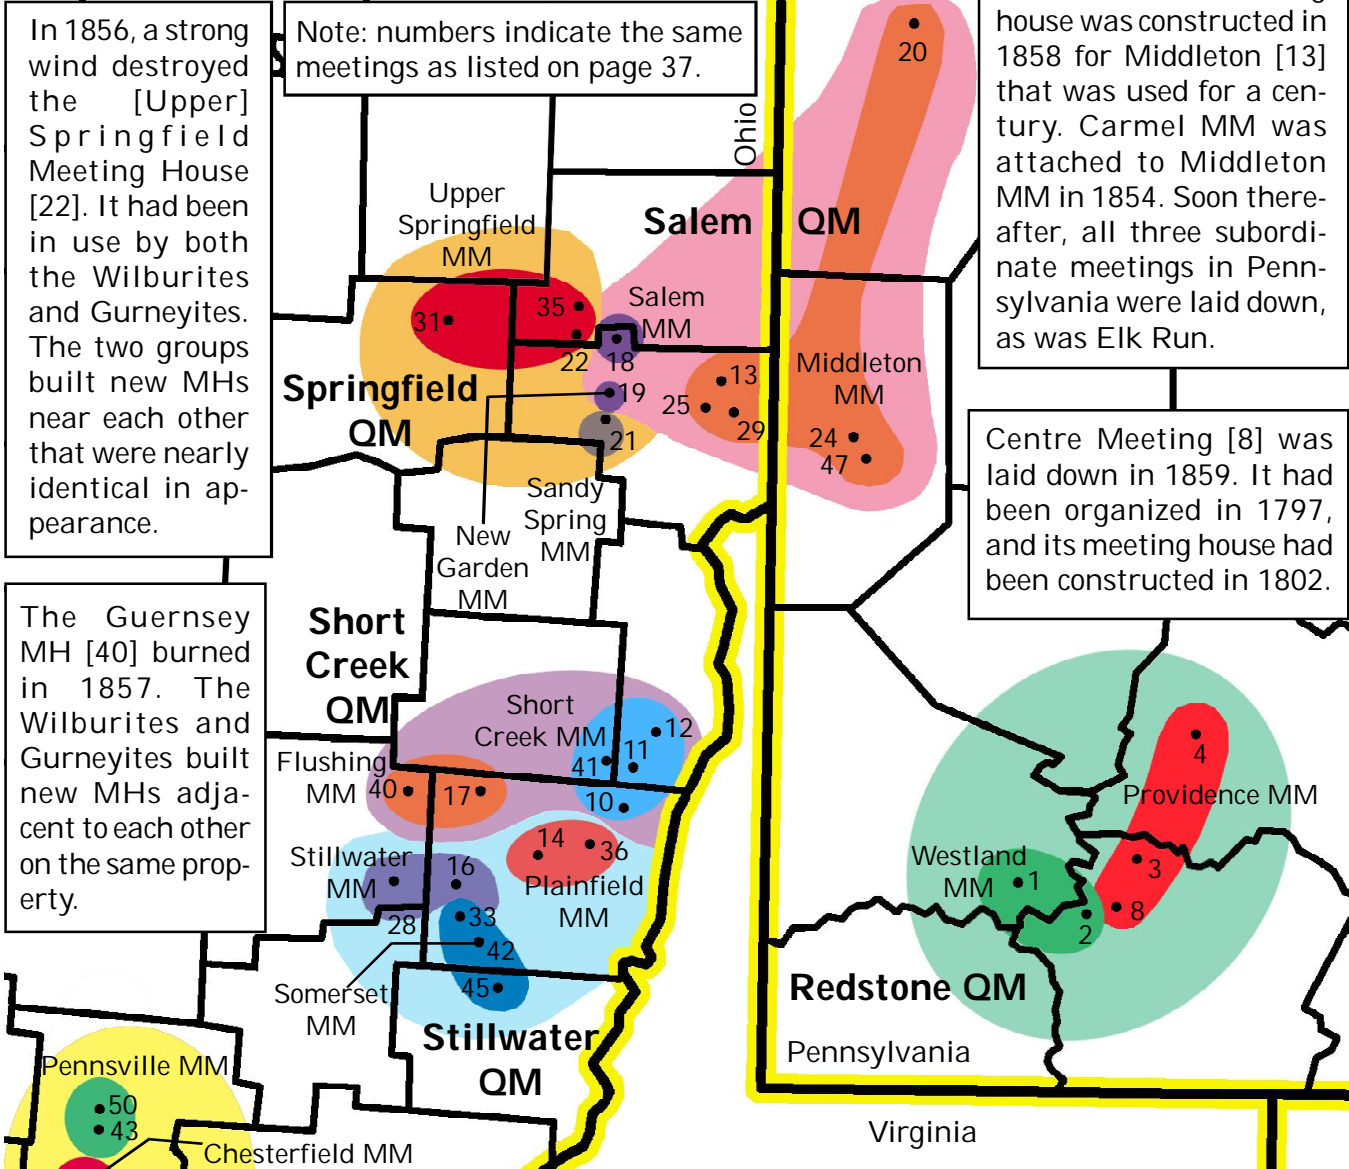 In 1856, a strong
wind destroyed
the [Upper]
Springfield
Meeting House
[22]. It had been
in use by both
the Wilburites
and Gurneyites.
The two groups
built new MHs
near each other
that were nearly
identical in ap-
pearance.
Note: numbers indicate the same
meetings as listed on page 37.
house was constructed in
1858 for Middleton [13]
that was used for a cen-
tury. Carmel MM was
attached to Middleton
MM in 1854. Soon there-
after, all three subordi-
nate meetings in Penn-
sylvania were laid down,
as was Elk Run.
Ohio
20
Upper
Springfield
MM
Salem QM
31
35
22
Salem
MM
18
19
21
Springfield
QM
13
25
29
Middleton
MM
24
47
Sandy
Spring
MM
New
Garden
MM
Centre Meeting [8] was
laid down in 1859. It had
been organized in 1797,
and its meeting house had
been constructed in 1802.
The Guernsey
MH [40] burned
in 1857. The
Wilburites and
Gurneyites built
new MHs adja-
cent to each other
on the same prop-
erty.
Short
Creek
QM
Short
Creek MM
12
11
41
10
Flushing
MM
40
17
14
36
Plainfield
MM
Stillwater
MM
16
28
33
42
45
Somerset
MM
Stillwater
QM
4
Providence MM
3
8
Westland
MM
1
2
Redstone QM
Pennsylvania
Virginia
Pennsville MM
50
43
Chesterfield MM